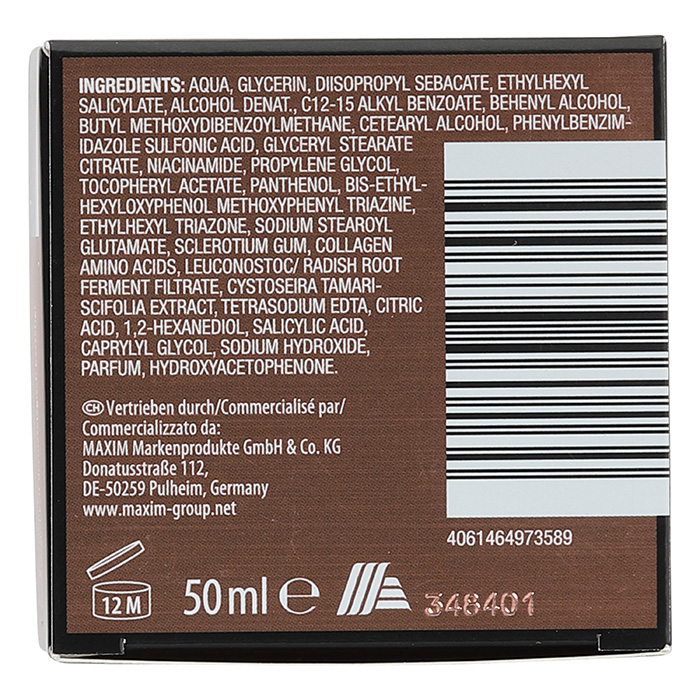 INGREDIENTS: AQUA, GLYCERIN, DIISOPROPYL SEBACATE, ETHYLHEXYL
SALICYLATE, ALCOHOL DENAT., C12-15 ALKYL BENZOATE, BEHENYL ALCOHOL,
BUTYL METHOXYDIBENZOYLMETHANE, CETEARYL ALCOHOL, PHENYLBENZIM-
IDAZOLE SULFONIC ACID, GLYCERYL STEARATE
CITRATE, NIACINAMIDE, PROPYLENE GLYCOL,
TOCOPHERYL ACETATE, PANTHENOL, BIS-ETHYL-
HEXYLOXYPHENOL METHOXYPHENYL TRIAZINE,
ETHYLHEXYL TRIAZONE, SODIUM STEAROYL
GLUTAMATE, SCLEROTIUM GUM, COLLAGEN
AMINO ACIDS, LEUCONOSTOC/ RADISH ROOT
FERMENT FILTRATE, CYSTOSEIRA TAMARI-
SCIFOLIA EXTRACT, TETRASODIUM EDTA, CITRIC
ACID, 1,2-HEXANEDIOL, SALICYLIC ACID,
CAPRYLYL GLYCOL, SODIUM HYDROXIDE,
PARFUM, HYDROXYACETOPHENONE.
CH Vertrieben durch/Commercialisé par/
Commercializzato da:
MAXIM Markenprodukte GmbH & Co. KG
Donatusstraße 112,
DE-50259 Pulheim, Germany
www.maxim-group.net
4061464973589
12 M 50 ml ℮ 348401